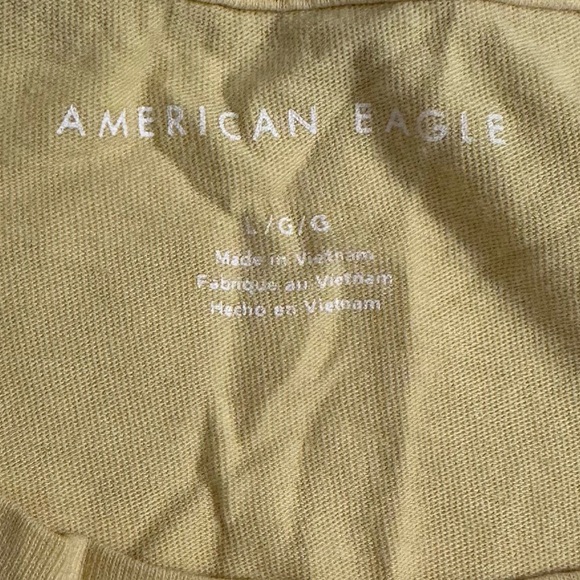 AMERICAN EAGLE
L/G/G
Made in Vietnam
Fabriqué au Vietnam
Hecho en Vietnam